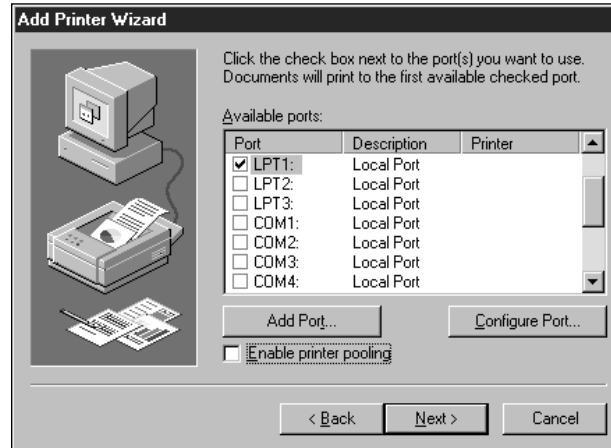 Add Printer Wizard
Click the check box next to the port(s) you want to use.
Documents will print to the first available checked port.
Available ports:
Port Description Printer
LPT1: Local Port
LPT2: Local Port
LPT3: Local Port
COM1: Local Port
COM2: Local Port
COM3: Local Port
COM4: Local Port
Add Port... Configure Port...
Enable printer pooling
< Back Next > Cancel